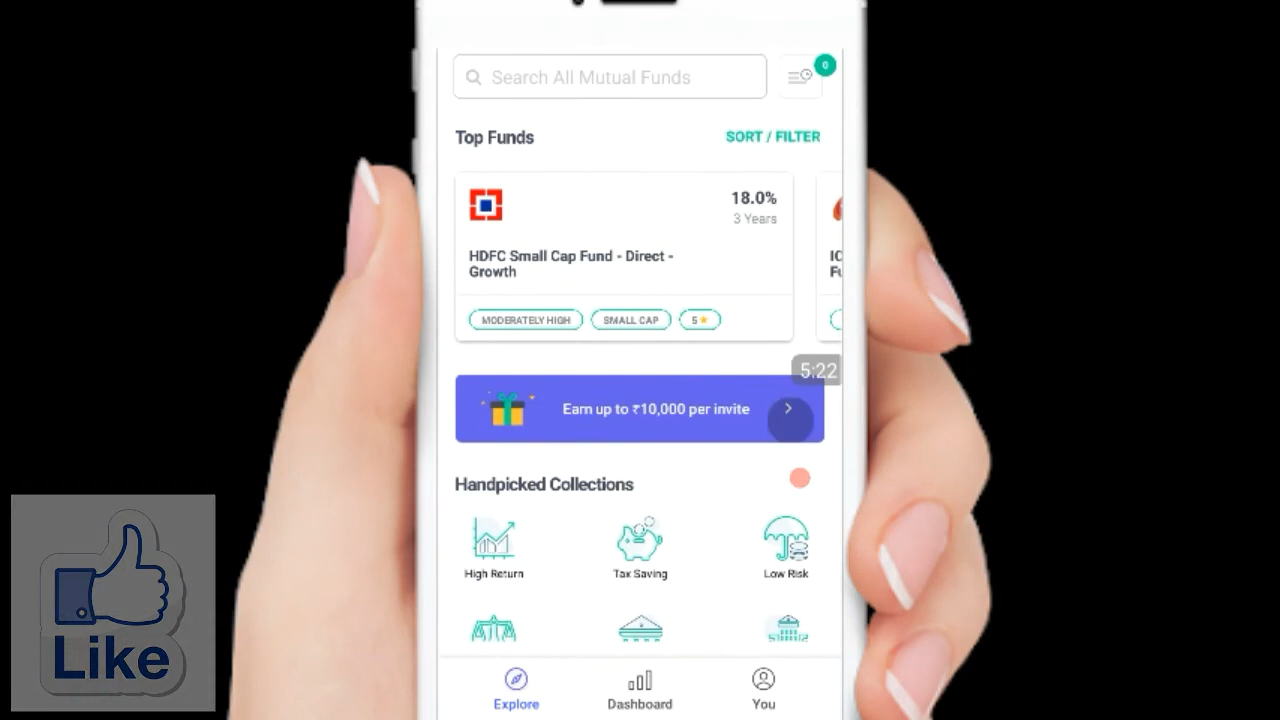 Search All Mutual Funds
0
Top Funds
SORT / FILTER
18.0%
3 Years
HDFC Small Cap Fund - Direct -
Growth
IC
Fu
MODERATELY HIGH
SMALL CAP
5★
5:22
Earn up to ₹10,000 per invite
Handpicked Collections
High Return
Tax Saving
Low Risk
Explore
Dashboard
You
Like